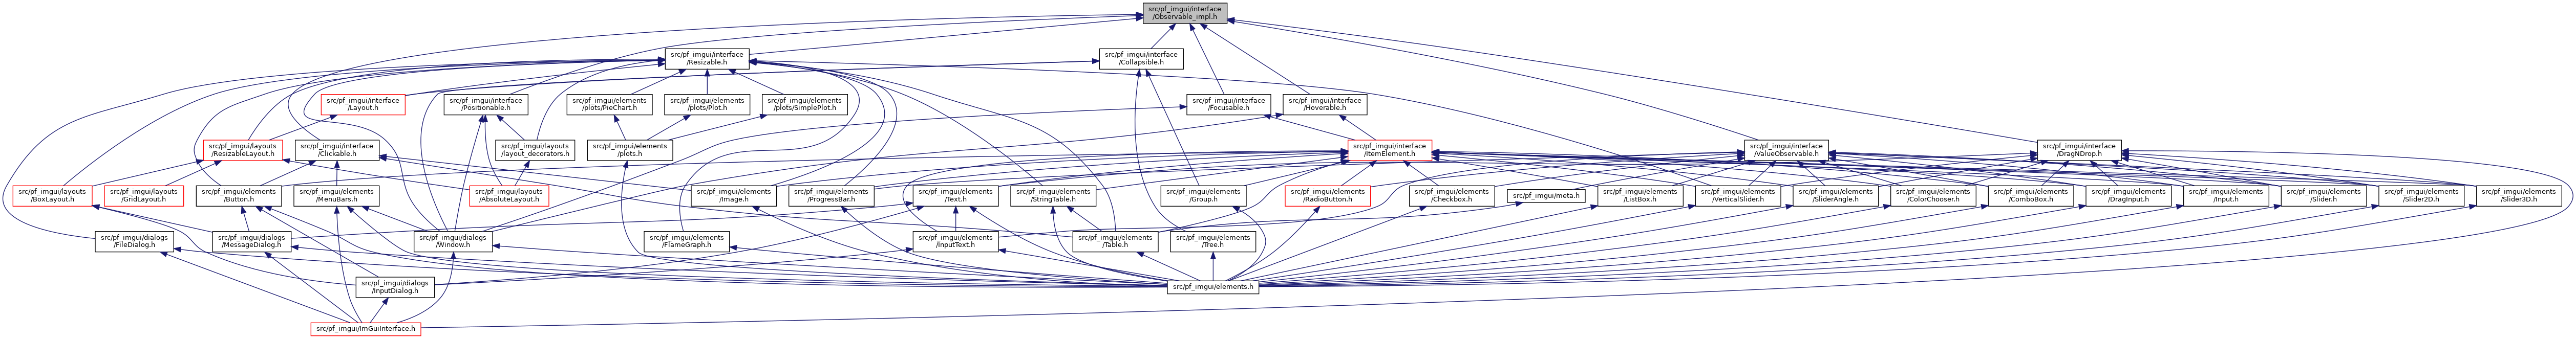 src/pf_imgui/interface
/Observable_impl.h
src/pf_imgui/interface
/Resizable.h
src/pf_imgui/interface
/Collapsible.h
src/pf_imgui/interface
/Layout.h
src/pf_imgui/interface
/Positionable.h
src/pf_imgui/elements
/plots/PieChart.h
src/pf_imgui/elements
/plots/Plot.h
src/pf_imgui/elements
/plots/SimplePlot.h
src/pf_imgui/interface
/Focusable.h
src/pf_imgui/interface
/Hoverable.h
src/pf_imgui/layouts
/ResizableLayout.h
src/pf_imgui/interface
/Clickable.h
src/pf_imgui/layouts
/layout_decorators.h
src/pf_imgui/elements
/plots.h
src/pf_imgui/interface
/ItemElement.h
src/pf_imgui/interface
/ValueObservable.h
src/pf_imgui/interface
/DragNDrop.h
src/pf_imgui/layouts
/BoxLayout.h
src/pf_imgui/layouts
/GridLayout.h
src/pf_imgui/elements
/Button.h
src/pf_imgui/elements
/MenuBars.h
src/pf_imgui/layouts
/AbsoluteLayout.h
src/pf_imgui/elements
/Image.h
src/pf_imgui/elements
/ProgressBar.h
src/pf_imgui/elements
/Text.h
src/pf_imgui/elements
/StringTable.h
src/pf_imgui/elements
/Group.h
src/pf_imgui/elements
/RadioButton.h
src/pf_imgui/elements
/Checkbox.h
src/pf_imgui/meta.h
src/pf_imgui/elements
/ListBox.h
src/pf_imgui/elements
/VerticalSlider.h
src/pf_imgui/elements
/SliderAngle.h
src/pf_imgui/elements
/ColorChooser.h
src/pf_imgui/elements
/ComboBox.h
src/pf_imgui/elements
/DragInput.h
src/pf_imgui/elements
/Input.h
src/pf_imgui/elements
/Slider.h
src/pf_imgui/elements
/Slider2D.h
src/pf_imgui/elements
/Slider3D.h
src/pf_imgui/dialogs
/FileDialog.h
src/pf_imgui/dialogs
/MessageDialog.h
src/pf_imgui/dialogs
/Window.h
src/pf_imgui/elements
/FlameGraph.h
src/pf_imgui/elements
/InputText.h
src/pf_imgui/elements
/Table.h
src/pf_imgui/elements
/Tree.h
src/pf_imgui/dialogs
/InputDialog.h
src/pf_imgui/elements.h
src/pf_imgui/ImGuiInterface.h